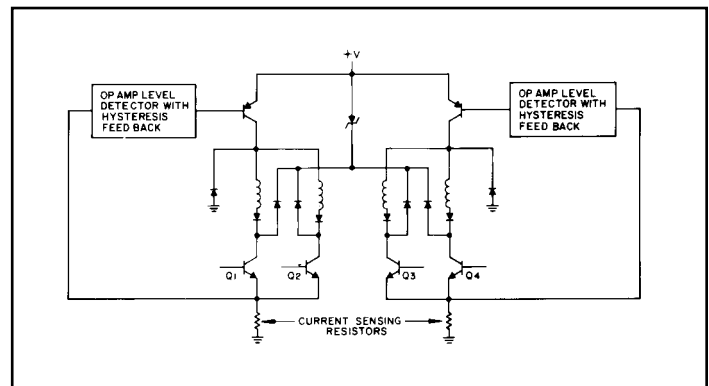 +V
OP AMP LEVEL
DETECTOR WITH
HYSTERESIS
FEED BACK
OP AMP LEVEL
DETECTOR WITH
HYSTERESIS
FEED BACK
Q1
Q2
Q3
Q4
CURRENT SENSING
RESISTORS